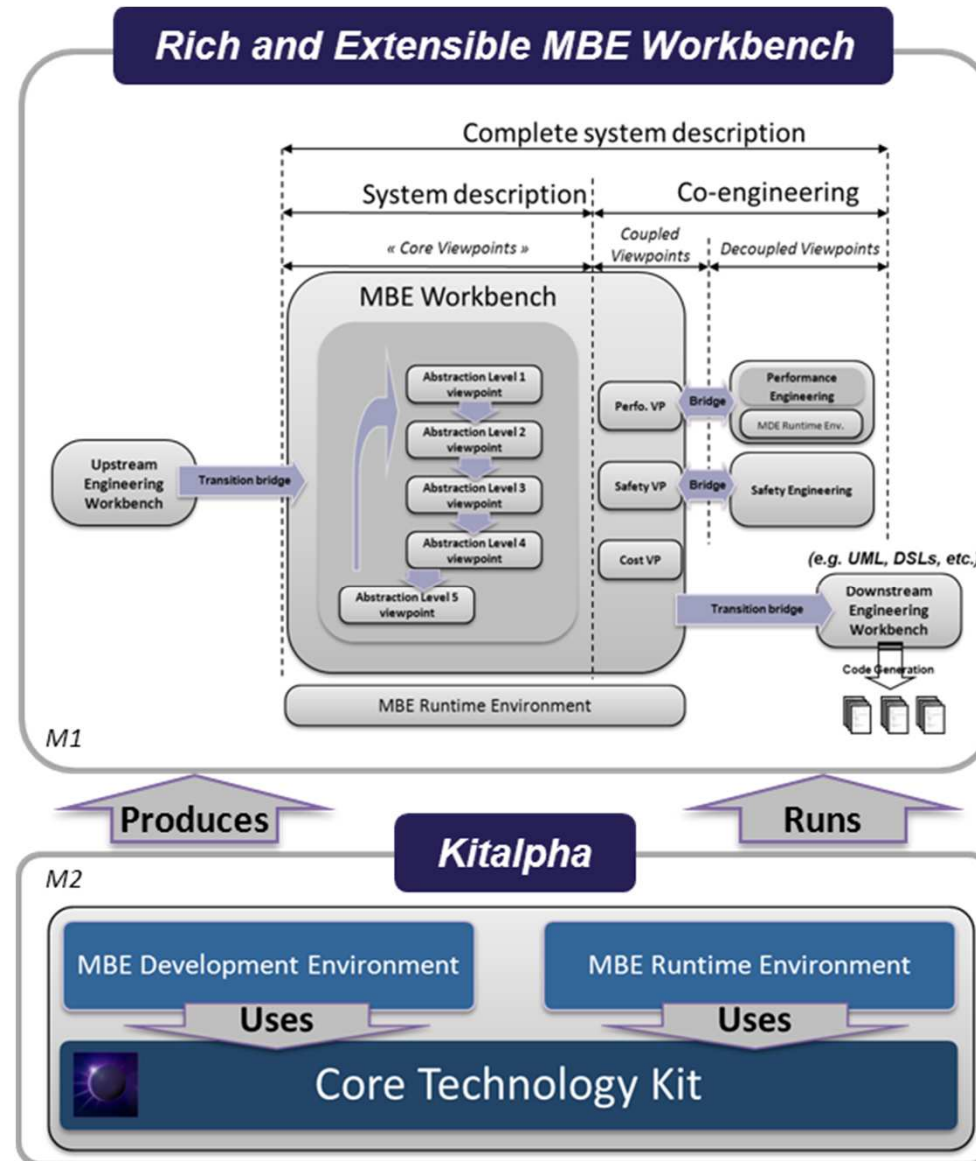 Rich and Extensible MBE Workbench
Complete system description
System description
Co-engineering
« Core Viewpoints »
Coupled
Viewpoints
Decoupled Viewpoints
MBE Workbench
Abstraction Level 1
viewpoint
Abstraction Level 2
viewpoint
Abstraction Level 3
viewpoint
Abstraction Level 4
viewpoint
Abstraction Level 5
viewpoint
Upstream
Engineering
Workbench
Transition bridge
Perfo. VP
Bridge
Performance
Engineering
MDE Runtime Env.
Safety VP
Bridge
Safety Engineering
Cost VP
(e.g. UML, DSLs, etc.)
Transition bridge
Downstream
Engineering
Workbench
Code Generation
MBE Runtime Environment
M1
Produces
Runs
Kitalpha
M2
MBE Development Environment
MBE Runtime Environment
Uses
Uses
Core Technology Kit